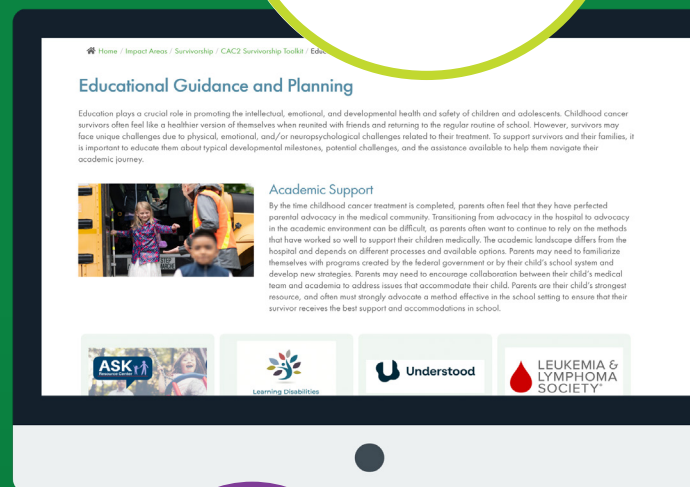 Home / Impact Areas / Survivorship / CAC2 Survivorship Toolkit /
Educational Guidance and Planning
Education plays a crucial role in promoting the intellectual, emotional, and developmental health and safety of children and adolescents. Childhood cancer
survivors often feel like a healthier version of themselves when reunited with friends and returning to the regular routine of school. However, survivors may
face unique challenges due to physical, emotional, and/or neuropsychological challenges related to their treatment. To support survivors and their families, it
is important to educate them about typical developmental milestones, potential challenges, and the assistance available to help them navigate their
academic journey.
Academic Support
By the time childhood cancer treatment is completed, parents often feel that they have perfected
parental advocacy in the medical community. Transitioning from advocacy in the hospital to advocacy
in the academic environment can be difficult, as parents often want to continue to rely on the methods
that have worked so well to support their children medically. The academic landscape differs from the
hospital and depends on different processes and available options. Parents may need to familiarize
themselves with programs created by the federal government or by their child's school system and
develop new strategies. Parents may need to encourage collaboration between their child's medical
team and academia to address issues that accommodate their child. Parents are their child's strongest
resource, and often must strongly advocate a method effective in the school setting to ensure that their
survivor receives the best support and accommodations in school.
ASK
Resource Center
Learning Disabilities
Understood
LEUKEMIA &
LYMPHOMA
SOCIETY®